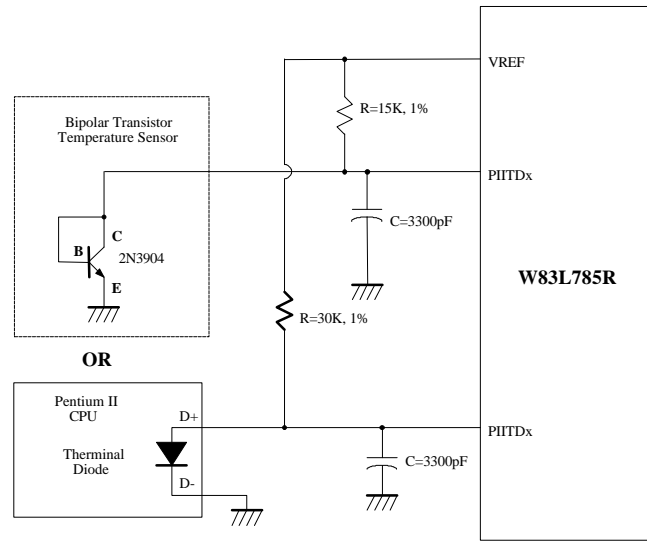 VREF
R=15K, 1%
Bipolar Transistor
Temperature Sensor
PIITDx
C
B
2N3904
E
C=3300pF
W83L785R
R=30K, 1%
OR
Pentium II
CPU
D+
PIITDx
Therminal
Diode
C=3300pF
D-